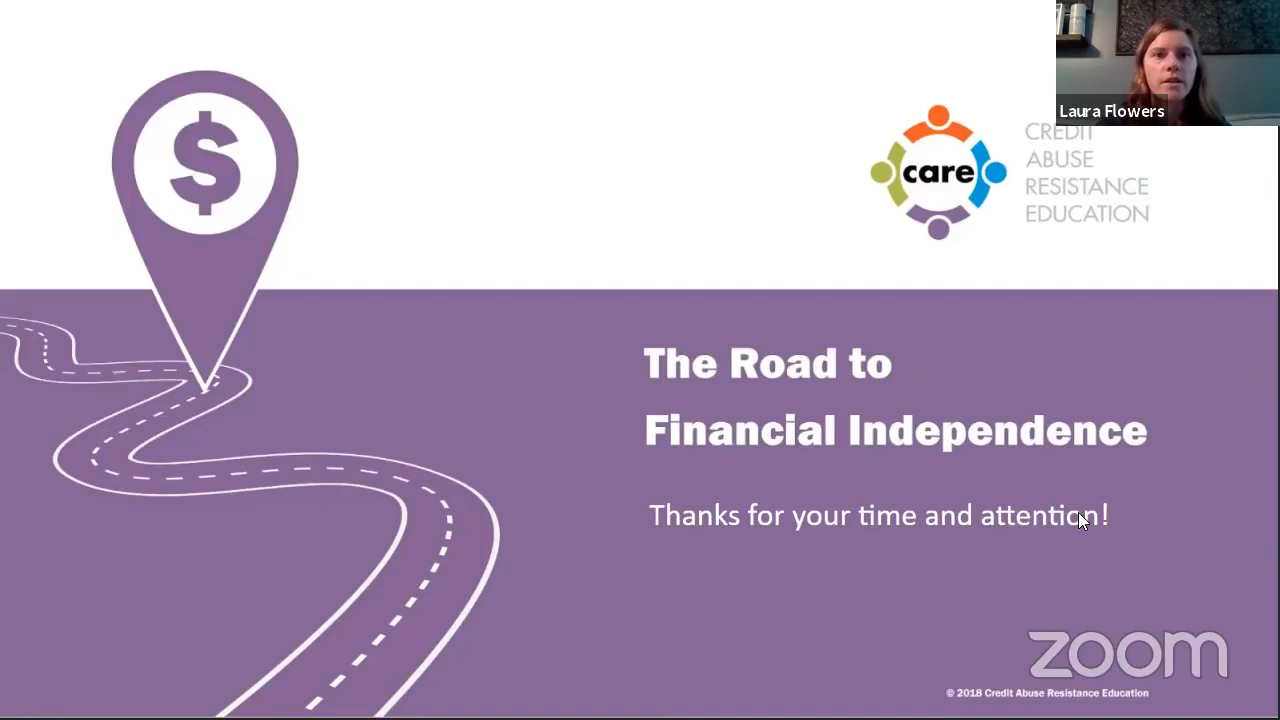 $
Laura Flowers
care
CREDIT
ABUSE
RESISTANCE
EDUCATION
The Road to
Financial Independence
Thanks for your time and attention!
zoom
© 2018 Credit Abuse Resistance Education